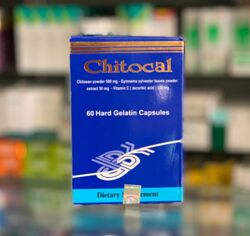 Chitocal
Chitosan powder 500 mg - Gymnema sylvester leaves powder
extract 50 mg - Vitamin C ( ascorbic acid ) 100 mg
60 Hard Gelatin Capsules
Dietary Supplement